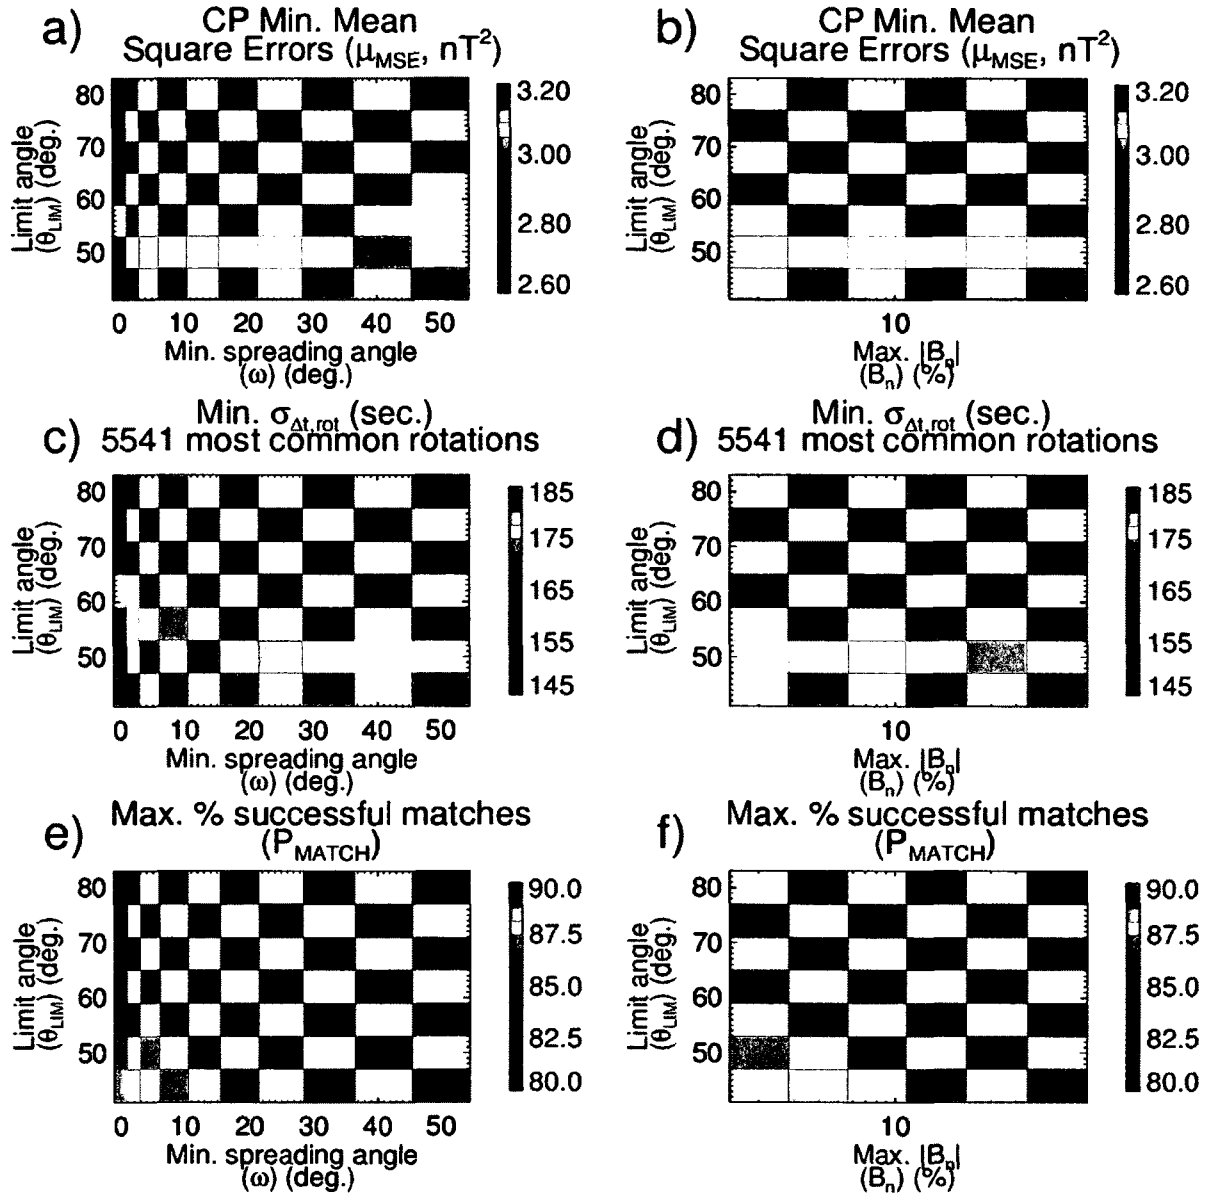 a)
CP Min. Mean
Square Errors (μMSE, nT²)
Limit angle
(θLIM) (deg.)
80
70
60
50
0 10 20 30 40 50
Min. spreading angle
(ω) (deg.)
3.20
3.00
2.80
2.60
b)
CP Min. Mean
Square Errors (μMSE, nT²)
Limit angle
(θLIM) (deg.)
80
70
60
50
10
Max. |Bn|
(Bn) (%)
3.20
3.00
2.80
2.60
c)
Min. σΔt,rot (sec.)
5541 most common rotations
Limit angle
(θLIM) (deg.)
80
70
60
50
0 10 20 30 40 50
Min. spreading angle
(ω) (deg.)
185
175
165
155
145
d)
Min. σΔt,rot (sec.)
5541 most common rotations
Limit angle
(θLIM) (deg.)
80
70
60
50
10
Max. |Bn|
(Bn) (%)
185
175
165
155
145
e)
Max. % successful matches
(PMATCH)
Limit angle
(θLIM) (deg.)
80
70
60
50
0 10 20 30 40 50
Min. spreading angle
(ω) (deg.)
90.0
87.5
85.0
82.5
80.0
f)
Max. % successful matches
(PMATCH)
Limit angle
(θLIM) (deg.)
80
70
60
50
10
Max. |Bn|
(Bn) (%)
90.0
87.5
85.0
82.5
80.0